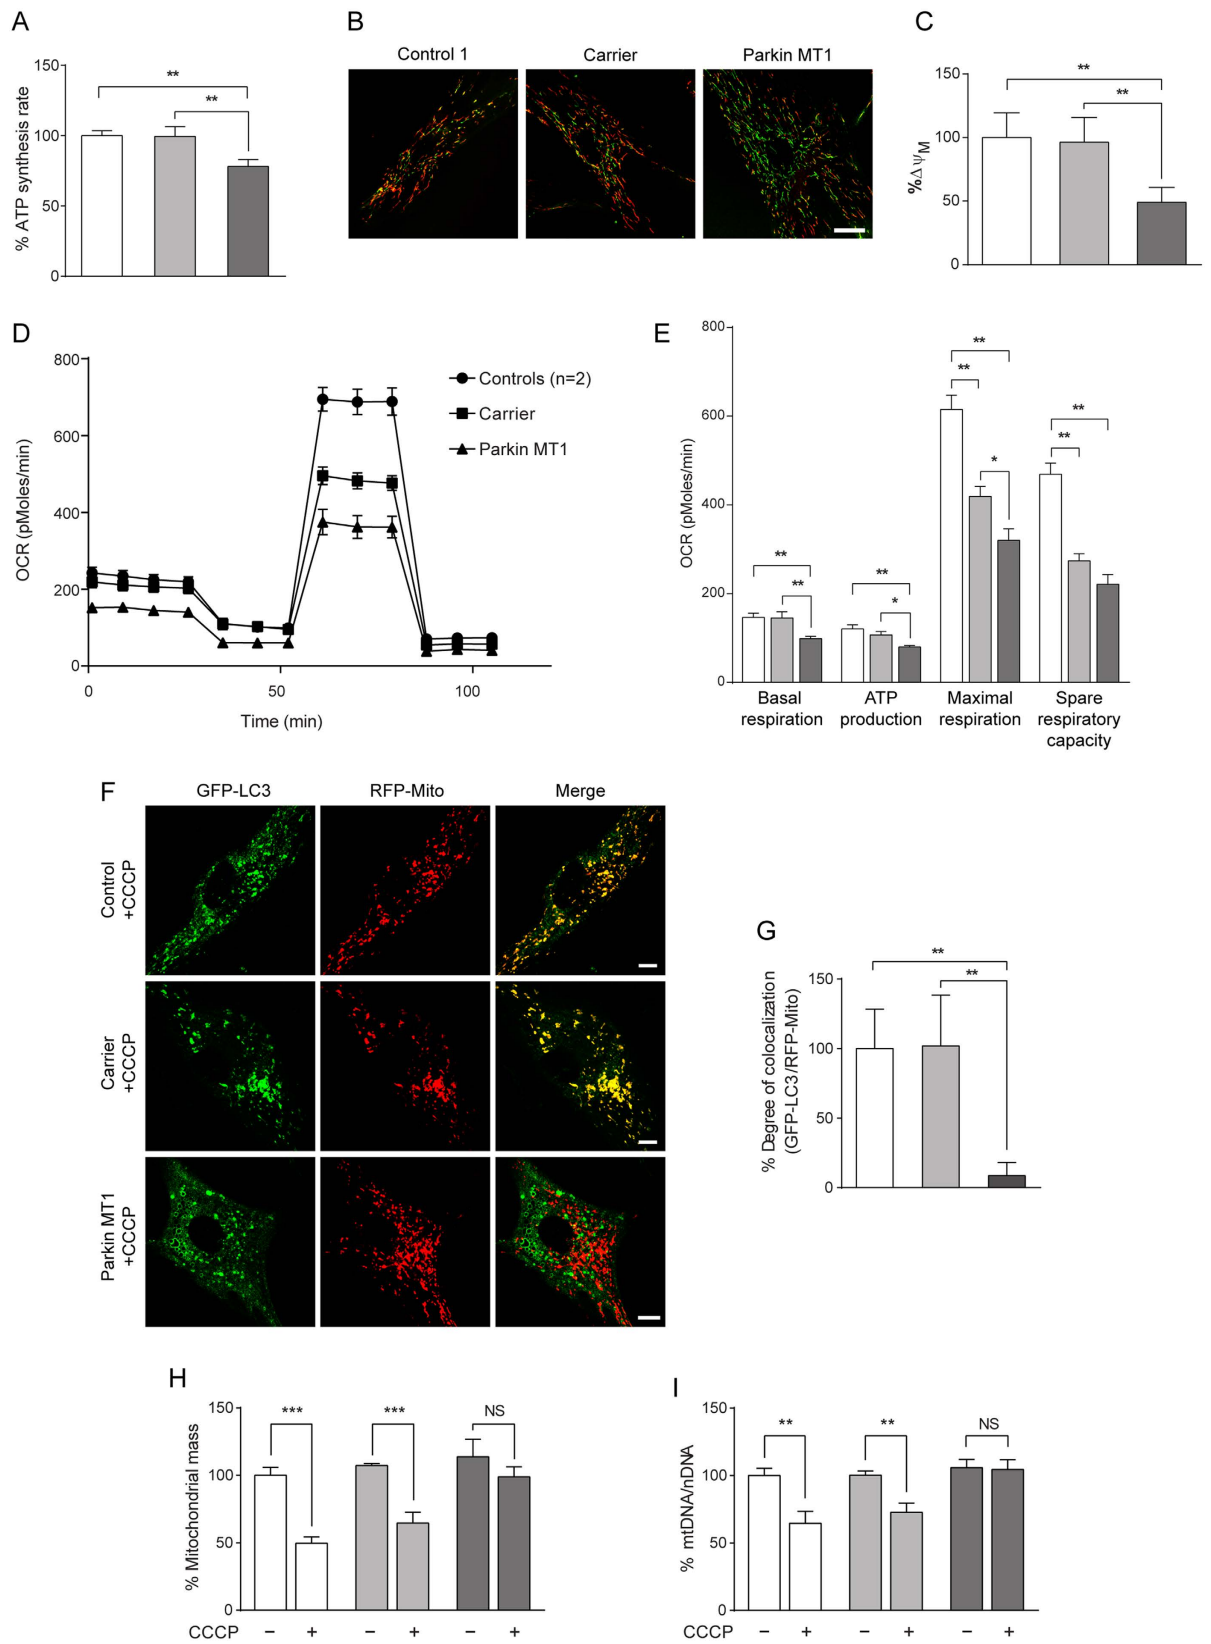 A
B
C
Control 1
Carrier
Parkin MT1
% ATP synthesis rate
150
100
50
0
**
**
%ΔΨM
150
100
50
0
**
**
D
OCR (pMoles/min)
800
600
400
200
0
0
50
100
Time (min)
Controls (n=2)
Carrier
Parkin MT1
E
OCR (pMoles/min)
800
600
400
200
0
**
**
**
*
**
**
*
**
**
Basal
respiration
ATP
production
Maximal
respiration
Spare
respiratory
capacity
F
GFP-LC3
RFP-Mito
Merge
Control
+CCCP
Carrier
+CCCP
Parkin MT1
+CCCP
G
% Degree of colocalization
(GFP-LC3/RFP-Mito)
150
100
50
0
**
**
H
% Mitochondrial mass
150
100
50
0
***
***
NS
CCCP − + − + − +
I
% mtDNA/nDNA
150
100
50
0
**
**
NS
CCCP − + − + − +